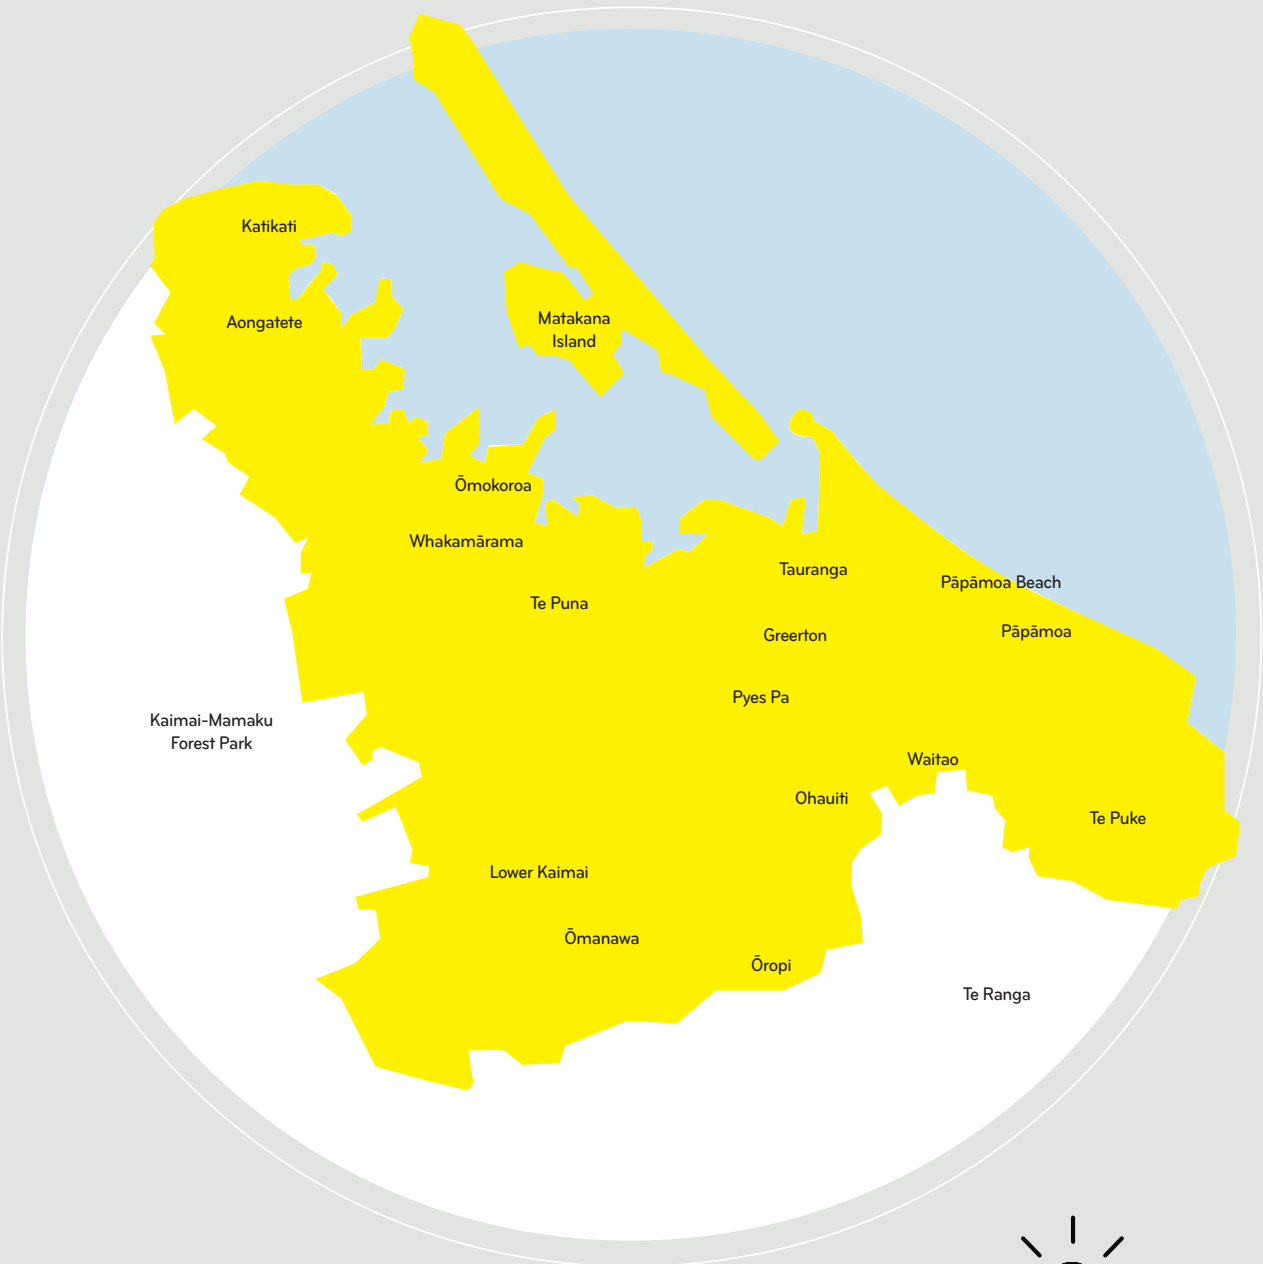 Katikati
Aongatete
Matakana
Island
Ōmokoroa
Whakamārama
Tauranga
Pāpāmoa Beach
Te Puna
Greerton
Pāpāmoa
Pyes Pa
Kaimai-Mamaku
Forest Park
Waitao
Ohauiti
Te Puke
Lower Kaimai
Ōmanawa
Ōropi
Te Ranga